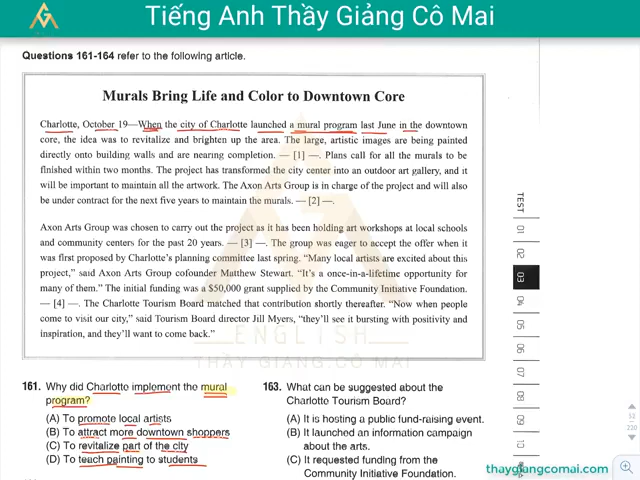 Tiếng Anh Thầy Giảng Cô Mai
Questions 161-164 refer to the following article.
Murals Bring Life and Color to Downtown Core
Charlotte, October 19—When the city of Charlotte launched a mural program last June in the downtown
core, the idea was to revitalize and brighten up the area. The large, artistic images are being painted
directly onto building walls and are nearing completion. — [1] —. Plans call for all the murals to be
finished within two months. The project has transformed the city center into an outdoor art gallery, and it
will be important to maintain all the artwork. The Axon Arts Group is in charge of the project and will also
be under contract for the next five years to maintain the murals. — [2] —.
Axon Arts Group was chosen to carry out the project as it has been holding art workshops at local schools
and community centers for the past 20 years. — [3] —. The group was eager to accept the offer when it
was first proposed by Charlotte's planning committee last spring. “Many local artists are excited about this
project,” said Axon Arts Group cofounder Matthew Stewart. “It's a once-in-a-lifetime opportunity for
many of them.” The initial funding was a $50,000 grant supplied by the Community Initiative Foundation.
— [4] —. The Charlotte Tourism Board matched that contribution shortly thereafter. “Now when people
come to visit our city,” said Tourism Board director Jill Myers, “they'll see it bursting with positivity and
inspiration, and they'll want to come back.”
ENGLISH
THẦY GIẢNG.CÔ MAI
161. Why did Charlotte implement the mural
program?
(A) To promote local artists
(B) To attract more downtown shoppers
(C) To revitalize part of the city
(D) To teach painting to students
163. What can be suggested about the
Charlotte Tourism Board?
(A) It is hosting a public fund-raising event.
(B) It launched an information campaign
about the arts.
(C) It requested funding from the
Community Initiative Foundation.
TEST
01
02
03
04
05
06
07
08
09
10
52
220
thaygiangcomai.com